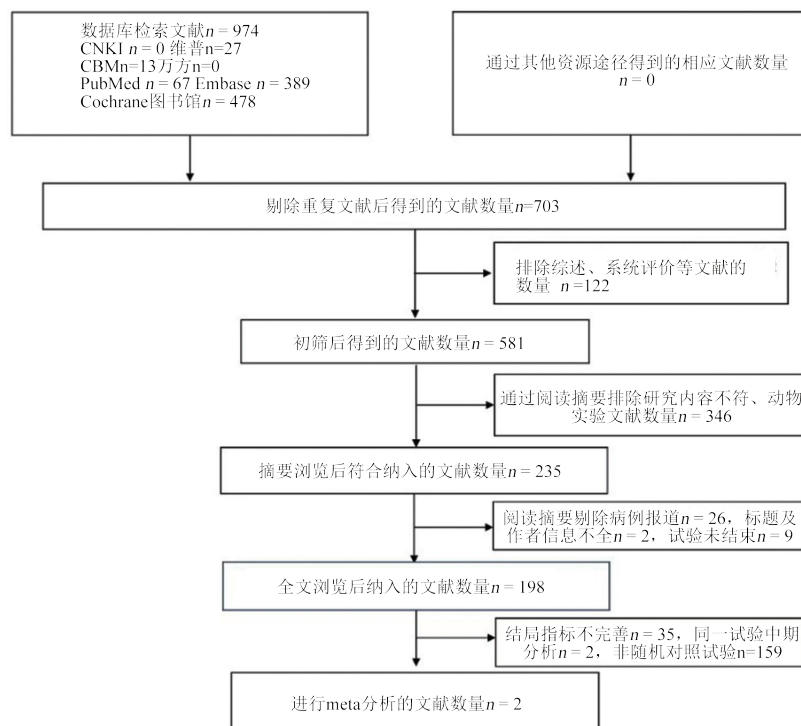 数据库检索文献n = 974
CNKI n = 0 维普n=27
CBMn=13万方n=0
PubMed n = 67 Embase n = 389
Cochrane图书馆n = 478
通过其他资源途径得到的相应文献数量
n = 0
剔除重复文献后得到的文献数量n=703
排除综述、系统评价等文献的
数量 n =122
初筛后得到的文献数量n = 581
通过阅读摘要排除研究内容不符、动物
实验文献数量n = 346
摘要浏览后符合纳入的文献数量n = 235
阅读摘要剔除病例报道n = 26，标题及
作者信息不全n = 2，试验未结束n = 9
全文浏览后纳入的文献数量n = 198
结局指标不完善n = 35，同一试验中期
分析n = 2，非随机对照试验n=159
进行meta分析的文献数量n = 2